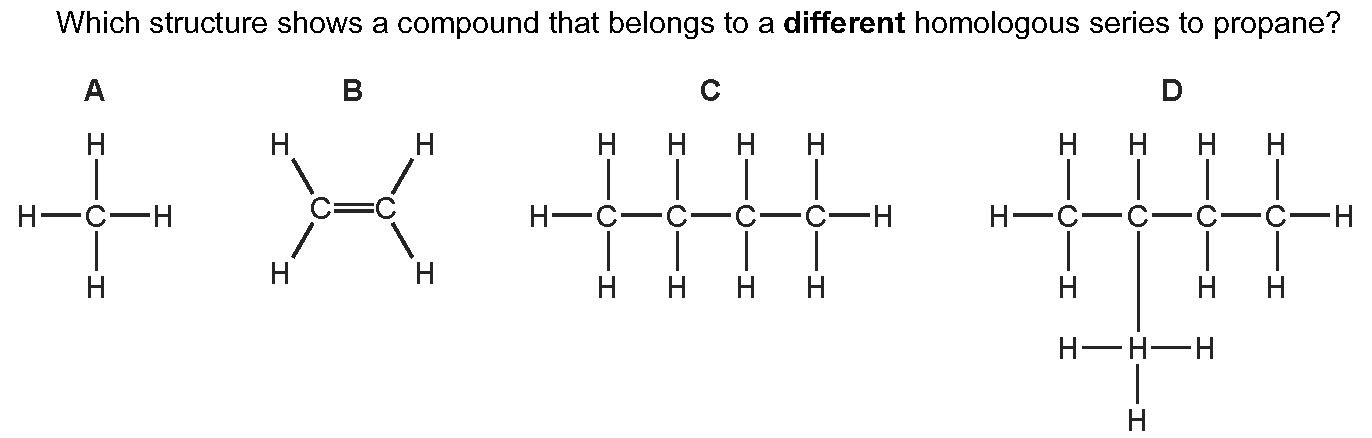 Which structure shows a compound that belongs to a different homologous series to propane?
A B C D
H H H H H H H H H H H
H C H C C H C C C C H H C C C C H
H H H H H H H H H H
H H H
H